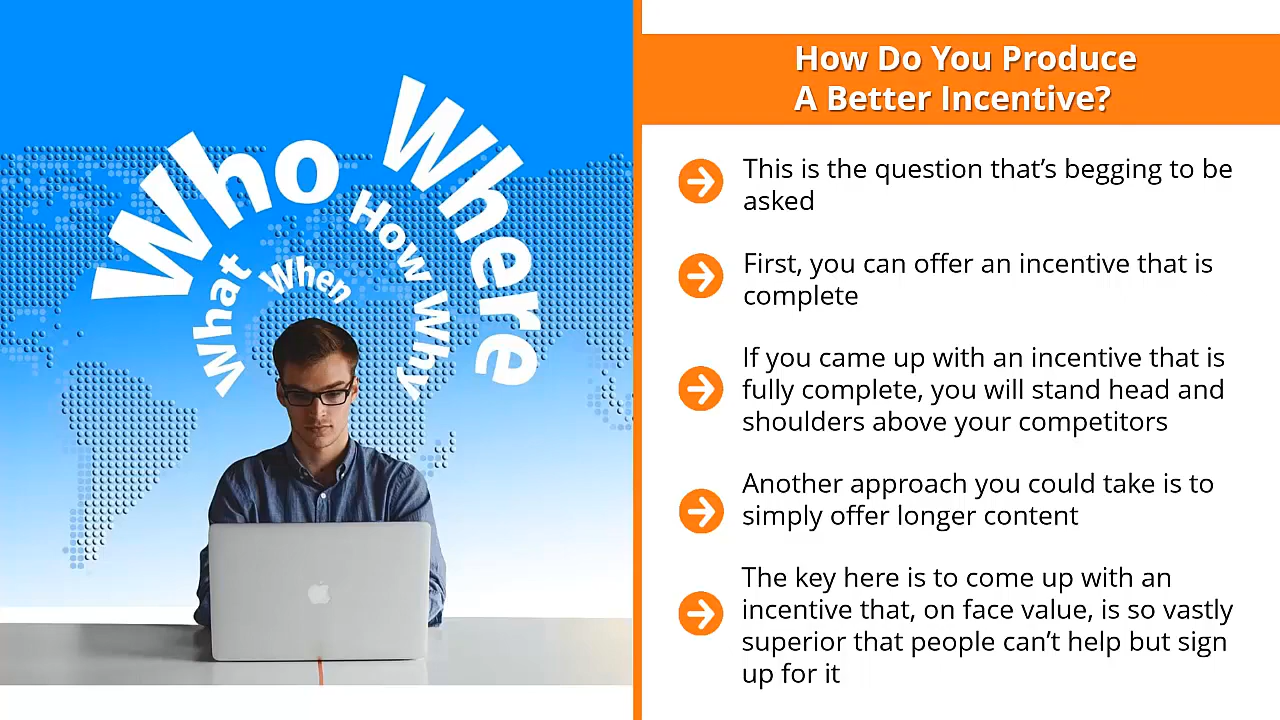 Who
Where
What
When
How
Why
How Do You Produce
A Better Incentive?
This is the question that’s begging to be
asked
First, you can offer an incentive that is
complete
If you came up with an incentive that is
fully complete, you will stand head and
shoulders above your competitors
Another approach you could take is to
simply offer longer content
The key here is to come up with an
incentive that, on face value, is so vastly
superior that people can’t help but sign
up for it